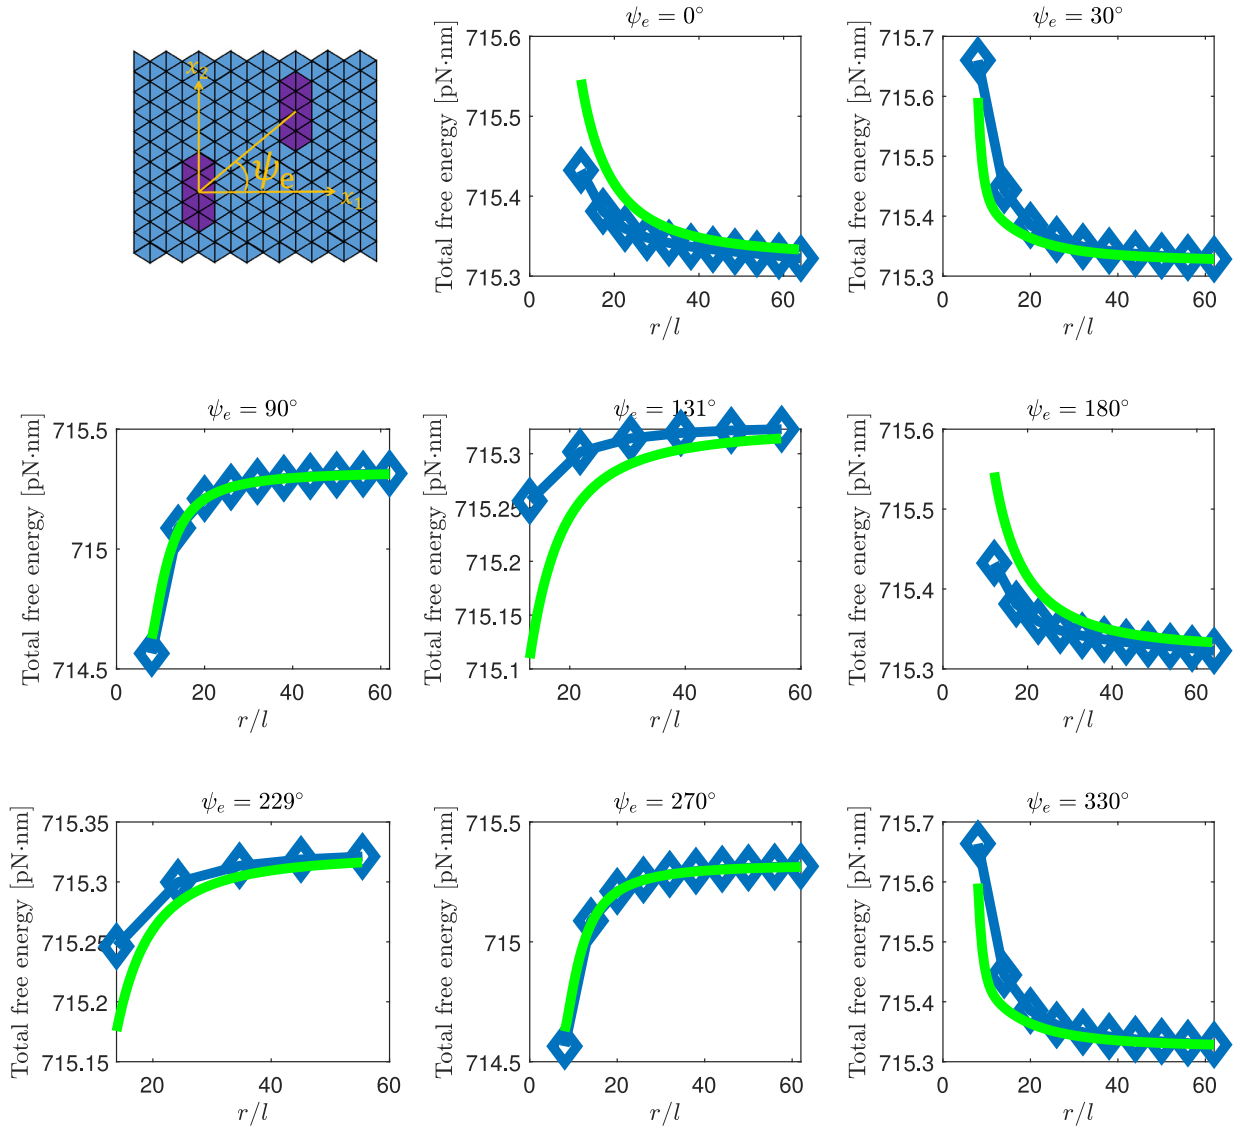 x₂
ψₑ
x₁
ψₑ = 0°
Total free energy [pN·nm]
715.6
715.5
715.4
715.3
0 20 40 60
r/l
ψₑ = 30°
Total free energy [pN·nm]
715.7
715.6
715.5
715.4
715.3
0 20 40 60
r/l
ψₑ = 90°
Total free energy [pN·nm]
715.5
715
714.5
0 20 40 60
r/l
ψₑ = 131°
Total free energy [pN·nm]
715.3
715.25
715.2
715.15
715.1
20 40 60
r/l
ψₑ = 180°
Total free energy [pN·nm]
715.6
715.5
715.4
715.3
0 20 40 60
r/l
ψₑ = 229°
Total free energy [pN·nm]
715.35
715.3
715.25
715.2
715.15
20 40 60
r/l
ψₑ = 270°
Total free energy [pN·nm]
715.5
715
714.5
0 20 40 60
r/l
ψₑ = 330°
Total free energy [pN·nm]
715.7
715.6
715.5
715.4
715.3
0 20 40 60
r/l